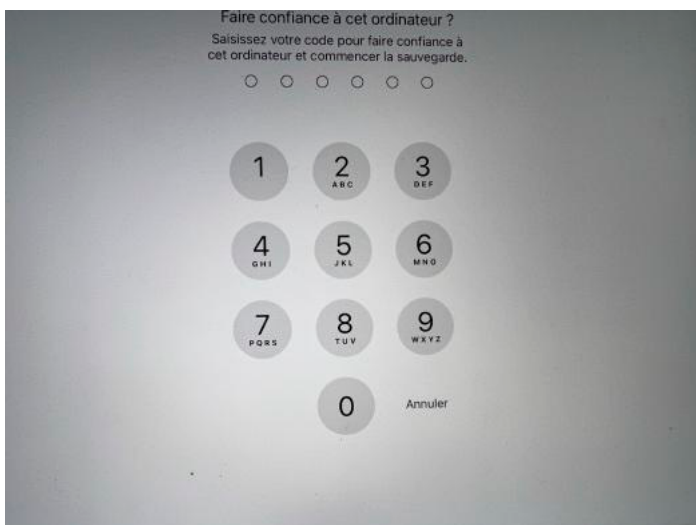 Faire confiance à cet ordinateur ?
Saisissez votre code pour faire confiance à
cet ordinateur et commencer la sauvegarde.
1 2 3
ABC DEF
4 5 6
GHI JKL MNO
7 8 9
PQRS TUV WXYZ
0 Annuler